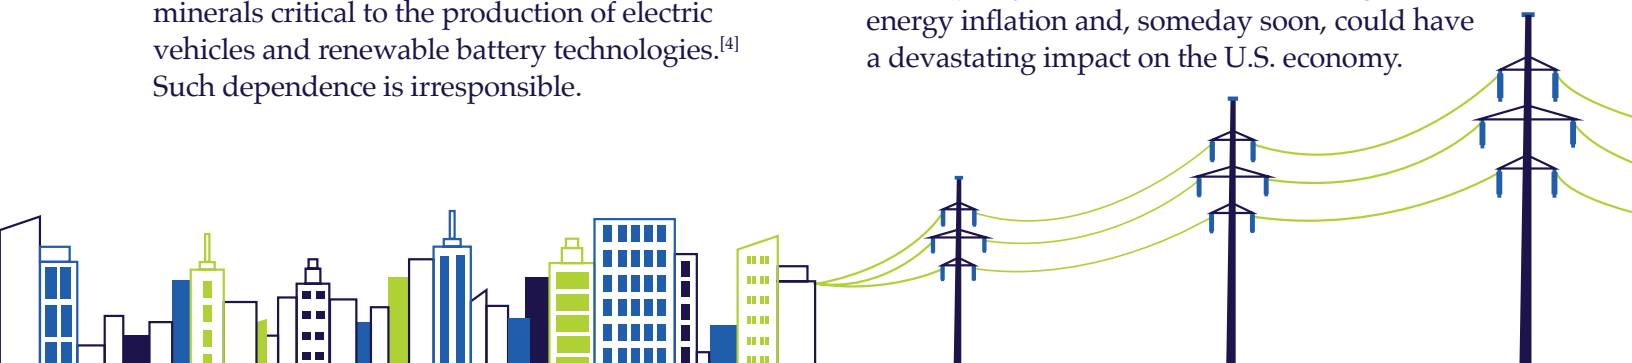 minerals critical to the production of electric
vehicles and renewable battery technologies.[4]
Such dependence is irresponsible.
energy inflation and, someday soon, could have
a devastating impact on the U.S. economy.